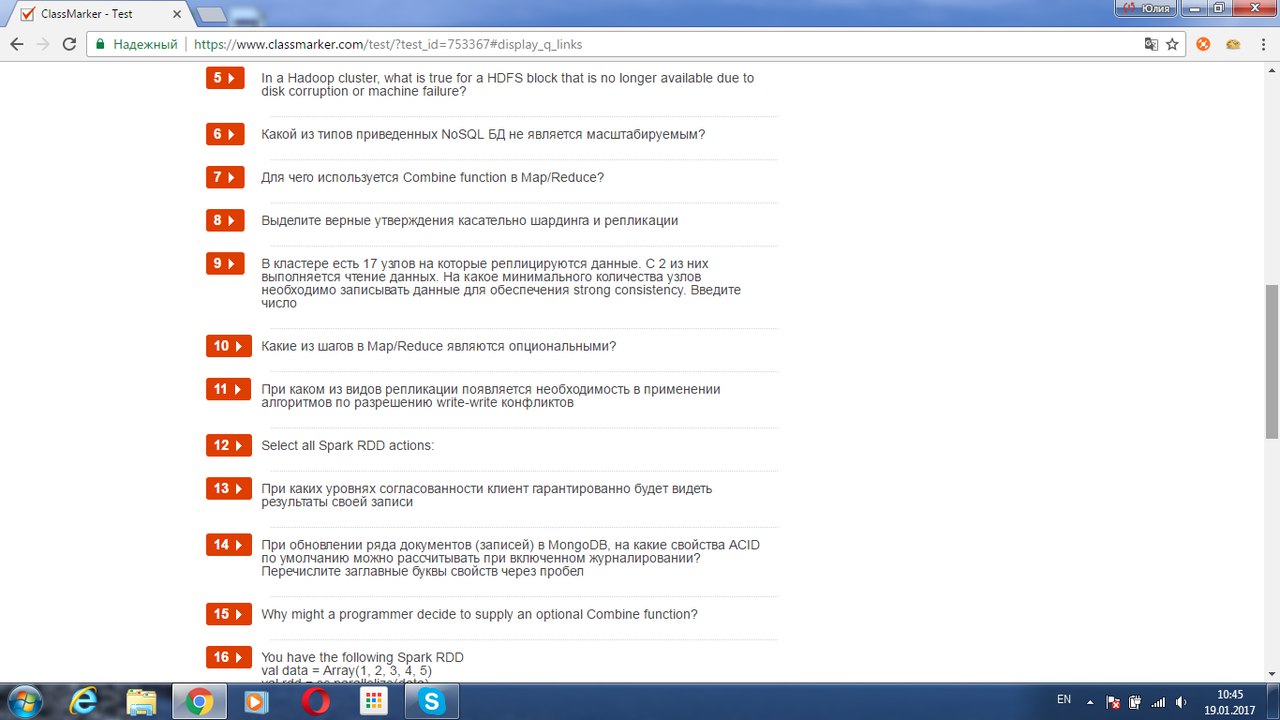 ClassMarker - Test
Юлия
Надежный
https://www.classmarker.com/test/?test_id=753367#display_q_links
5
In a Hadoop cluster, what is true for a HDFS block that is no longer available due to
disk corruption or machine failure?
6
Какой из типов приведенных NoSQL БД не является масштабируемым?
7
Для чего используется Combine function в Map/Reduce?
8
Выделите верные утверждения касательно шардинга и репликации
9
В кластере есть 17 узлов на которые реплицируются данные. С 2 из них
выполняется чтение данных. На какое минимального количества узлов
необходимо записывать данные для обеспечения strong consistency. Введите
число
10
Какие из шагов в Map/Reduce являются опциональными?
11
При каком из видов репликации появляется необходимость в применении
алгоритмов по разрешению write-write конфликтов
12
Select all Spark RDD actions:
13
При каких уровнях согласованности клиент гарантированно будет видеть
результаты своей записи
14
При обновлении ряда документов (записей) в MongoDB, на какие свойства ACID
по умолчанию можно рассчитывать при включенном журналировании?
Перечислите заглавные буквы свойств через пробел
15
Why might a programmer decide to supply an optional Combine function?
16
You have the following Spark RDD
val data = Array(1, 2, 3, 4, 5)
val rdd = sc.parallelize(data)
EN
10:45
19.01.2017